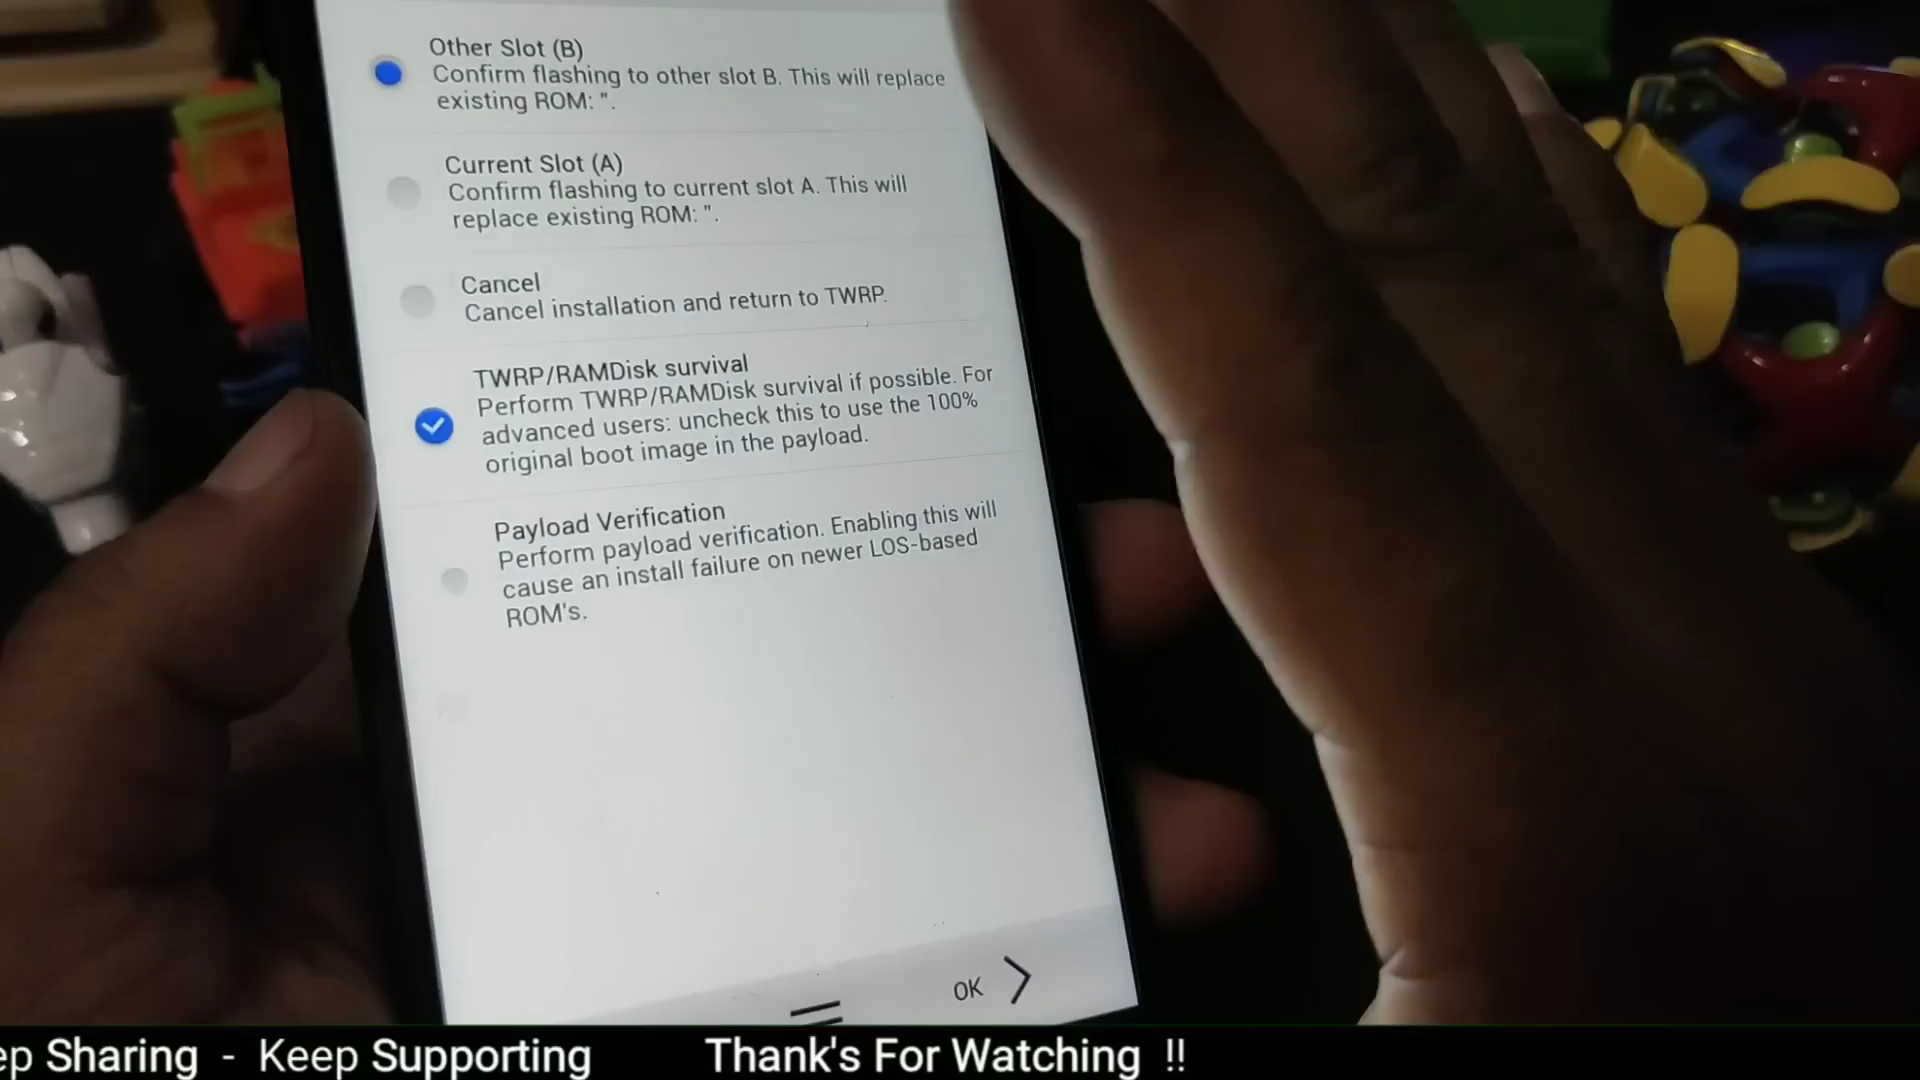 Other Slot (B)
Confirm flashing to other slot B. This will replace
existing ROM: ".
Current Slot (A)
Confirm flashing to current slot A. This will
replace existing ROM: ".
Cancel
Cancel installation and return to TWRP.
TWRP/RAMDisk survival
Perform TWRP/RAMDisk survival if possible. For
advanced users: uncheck this to use the 100%
original boot image in the payload.
Payload Verification
Perform payload verification. Enabling this will
cause an install failure on newer LOS-based
ROM's.
OK
ep Sharing - Keep Supporting Thank's For Watching !!